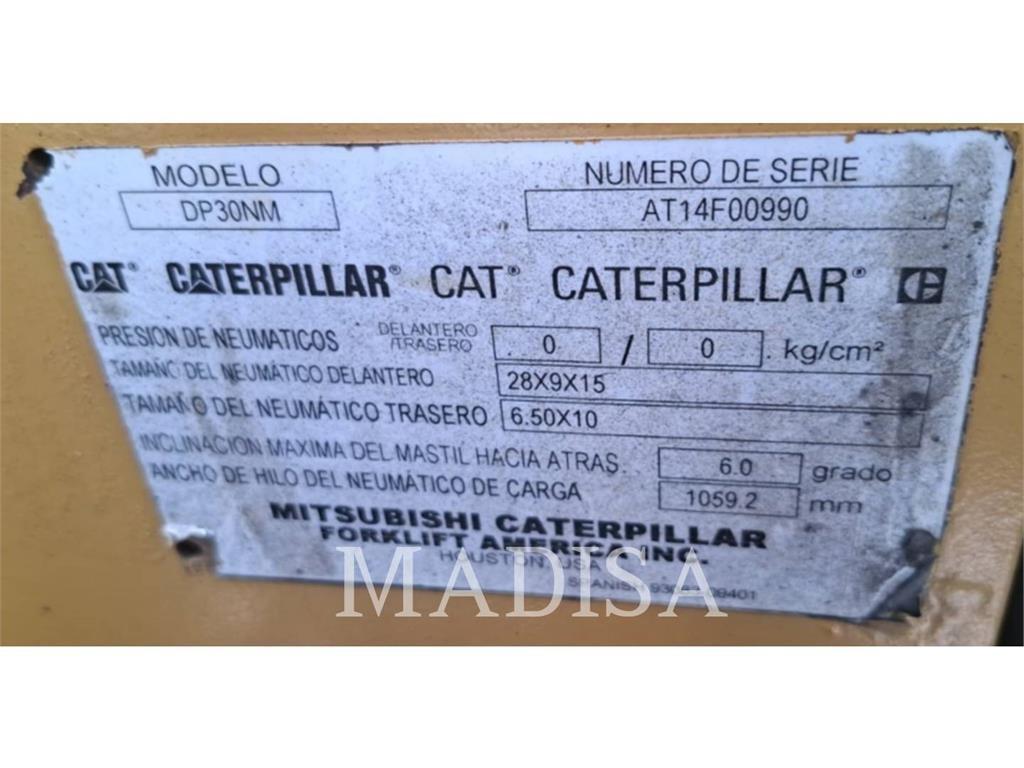 MODELO NUMERO DE SERIE
DP30NM AT14F00990
CAT® CATERPILLAR® CAT® CATERPILLAR®
PRESION DE NEUMATICOS DELANTERO /TRASERO 0 / 0 . kg/cm²
TAMAÑO DEL NEUMÁTICO DELANTERO 28X9X15
TAMAÑO DEL NEUMÁTICO TRASERO 6.50X10
INCLINACION MAXIMA DEL MASTIL HACIA ATRAS. 6.0 grado
ANCHO DE HILO DEL NEUMÁTICO DE CARGA 1059.2 mm
MITSUBISHI CATERPILLAR
FORKLIFT AMERICA INC.
HOUSTON, USA
MADISA